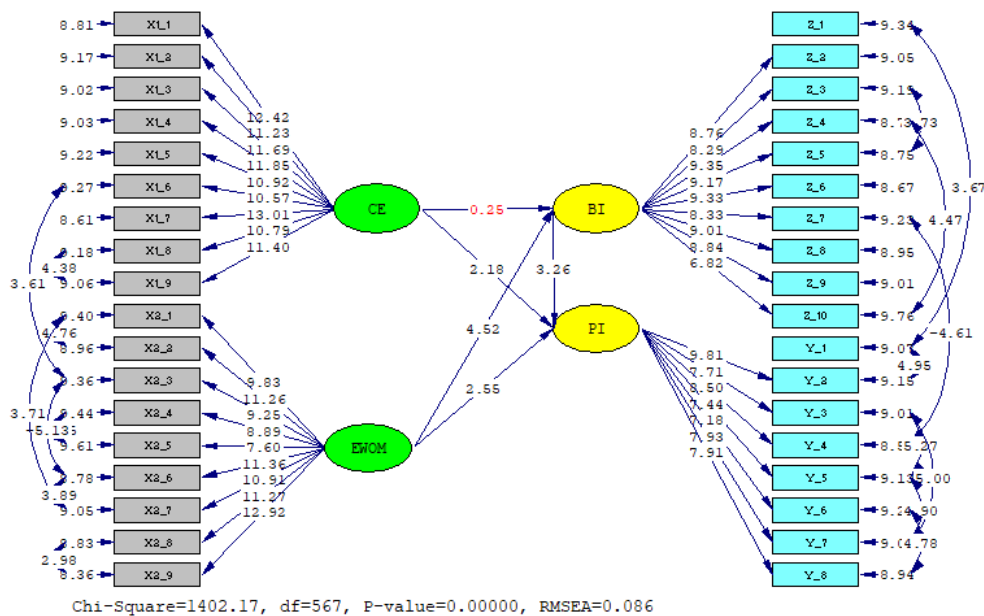 8.81 X1_1
9.17 X1_2
9.02 X1_3
9.03 X1_4
9.22 X1_5
X1_6
8.61 X1_7
X1_8
9.06 X1_9
9.40 X2_1
8.96 X2_2
X2_3
X2_4
9.61 X2_5
X2_6
9.05 X2_7
X2_8
8.36 X2_9
4.38
3.61
4.76
3.71
3.89
2.98
12.42
11.23
11.69
11.85
10.92
10.57
13.01
10.79
11.40
9.83
11.26
9.25
8.89
7.60
11.36
10.91
11.27
12.92
CE
EWOM
0.25
2.18
4.52
2.55
3.26
BI
PI
8.76
8.29
9.35
9.17
9.33
8.33
9.01
8.84
6.82
9.81
7.71
8.50
7.44
7.18
7.93
7.91
Z_1 9.34
Z_2 9.05
Z_3
Z_4
Z_5 8.75
Z_6 8.67
Z_7 9.23
Z_8 8.95
Z_9 9.01
Z_10 9.76
Y_1
Y_2 9.15
Y_3 9.01
Y_4
Y_5
Y_6
Y_7
Y_8 8.94
3.67
4.47
-4.61
4.95
Chi-Square=1402.17, df=567, P-value=0.00000, RMSEA=0.086